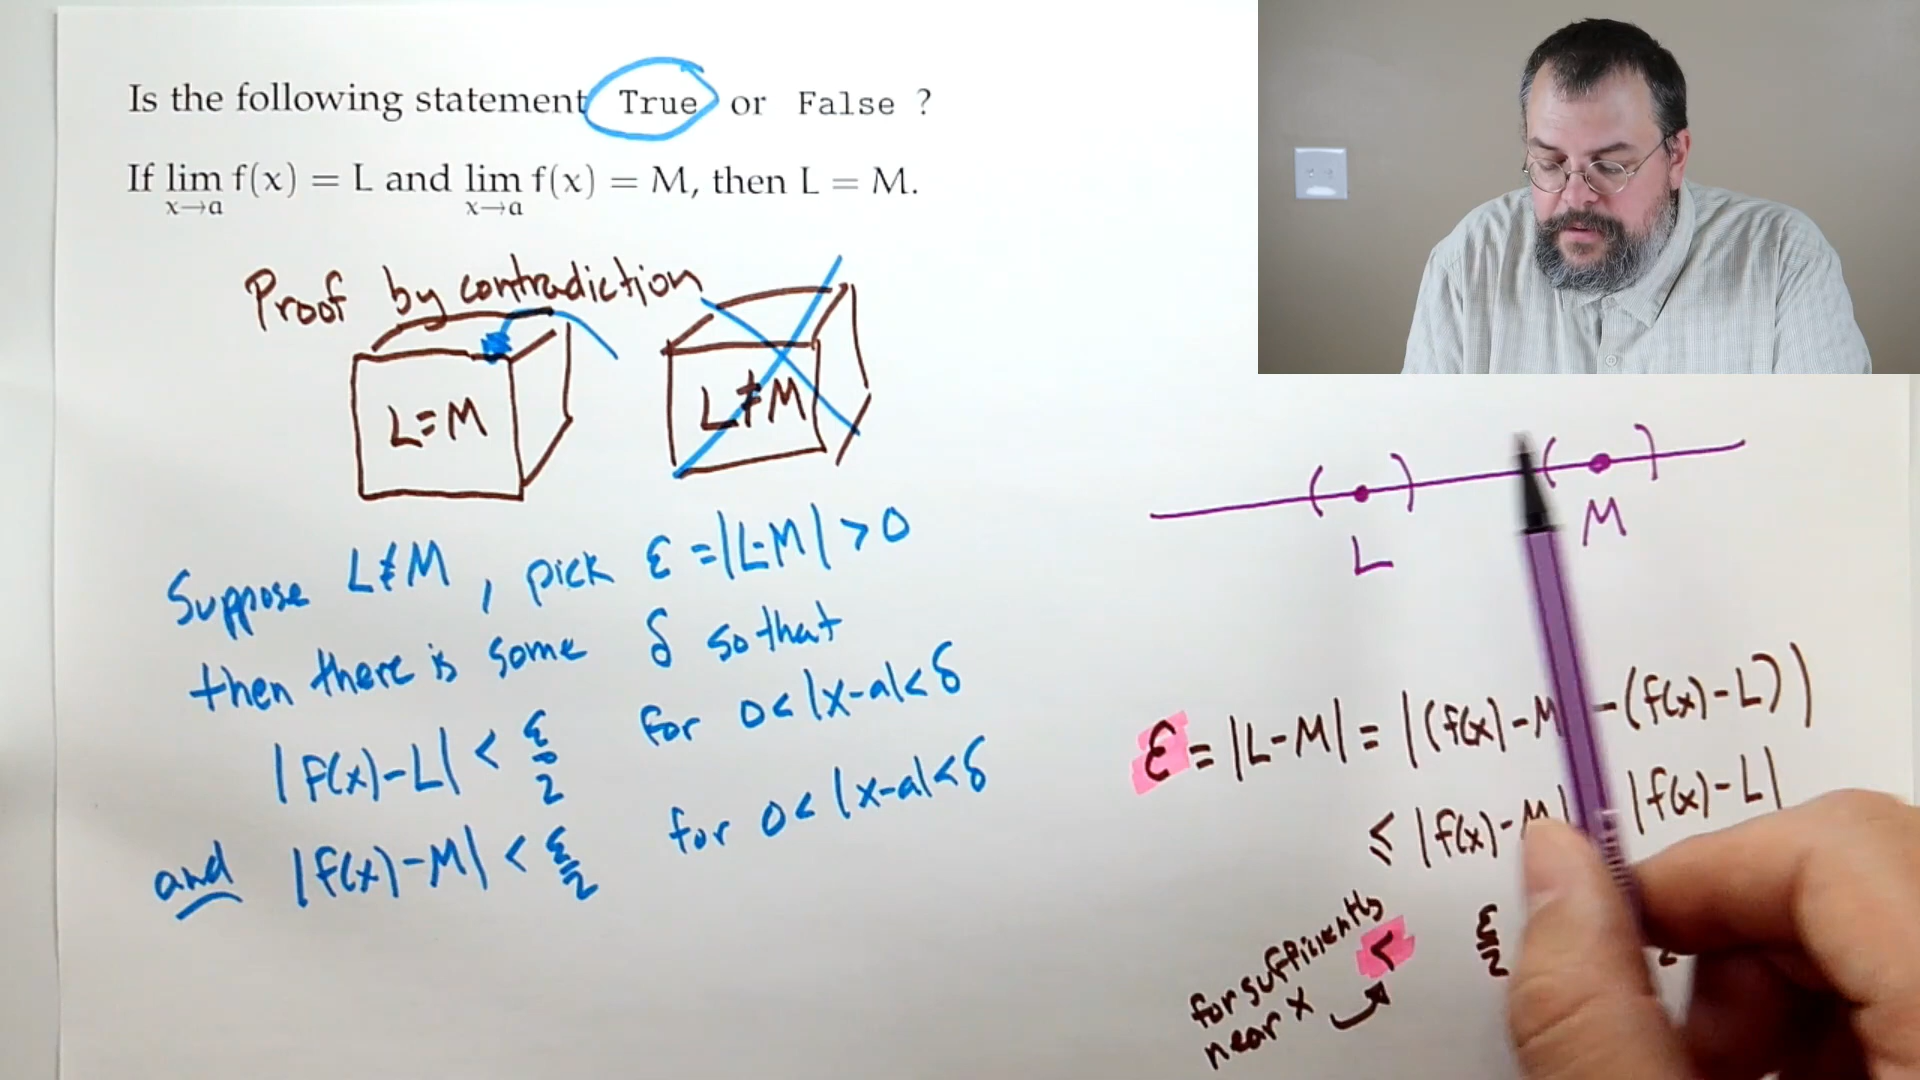 Is the following statement True or False ?
If lim f(x) = L and lim f(x) = M, then L = M.
x→a x→a
Proof by contradiction
L=M
L≠M
Suppose L≠M, pick ε=|L-M|>0
then there is some δ so that
|f(x)-L| < ε/2 for 0<|x-a|<δ
and |f(x)-M| < ε/2 for 0<|x-a|<δ
( ) ( )
L M
ε = |L-M| = |(f(x)-M) -(f(x)-L)|
≤ |f(x)-M| |f(x)-L|
< ε/2
for sufficiently
near x